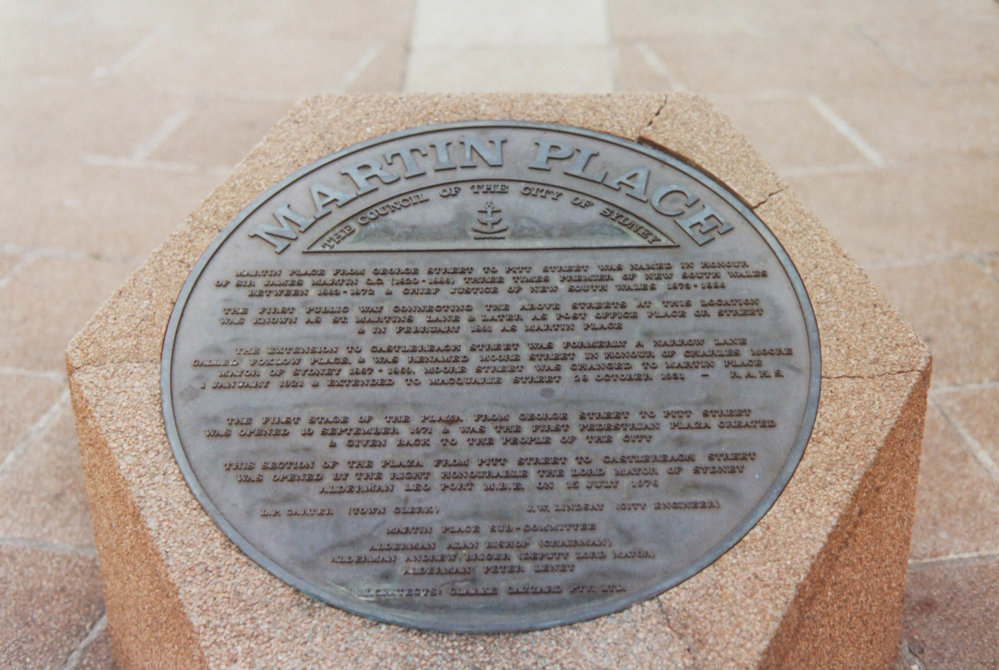 MARTIN PLACE
THE COUNCIL OF THE CITY OF SYDNEY
MARTIN PLACE FROM GEORGE STREET TO PITT STREET WAS NAMED IN HONOUR
OF SIR JAMES MARTIN Q.C. (1820-1886) THREE TIMES PREMIER OF NEW SOUTH WALES
BETWEEN 1863-1872 & CHIEF JUSTICE OF NEW SOUTH WALES 1873-1886
THE FIRST PUBLIC WAY CONNECTING THE ABOVE STREETS AT THIS LOCATION
WAS KNOWN AS ST. MARTINS LANE & LATER AS POST OFFICE PLACE OR STREET
& IN FEBRUARY 1891 AS MARTIN PLACE
THE EXTENSION TO CASTLEREAGH STREET WAS FORMERLY A NARROW LANE
CALLED FOXLOW PLACE, & WAS RENAMED MOORE STREET IN HONOUR OF CHARLES MOORE
MAYOR OF SYDNEY 1867-1869. MOORE STREET WAS CHANGED TO MARTIN PLACE
1 JANUARY 1921 & EXTENDED TO MACQUARIE STREET OCTOBER — R.A.H.S.
THE FIRST STAGE OF THE PLAZA FROM GEORGE STREET TO PITT STREET
WAS OPENED 10 SEPTEMBER 1971 & WAS THE FIRST PEDESTRIAN PLAZA CREATED
& GIVEN BACK TO THE PEOPLE OF THE CITY
THIS SECTION OF THE PLAZA FROM PITT STREET TO CASTLEREAGH STREET
WAS OPENED BY THE RIGHT HONOURABLE THE LORD MAYOR OF SYDNEY
ALDERMAN LEO PORT M.B.E. ON 15 JULY 1976
L.P. CARTER (TOWN CLERK) J.W. LINDSAY (CITY ENGINEER)
MARTIN PLACE SUB-COMMITTEE
ALDERMAN ALAN BISHOP (CHAIRMAN)
ALDERMAN ANDREW BRIGER (DEPUTY LORD MAYOR)
ALDERMAN PETER LENEY
ARCHITECTS: CLARKE GAZZARD PTY. LTD.